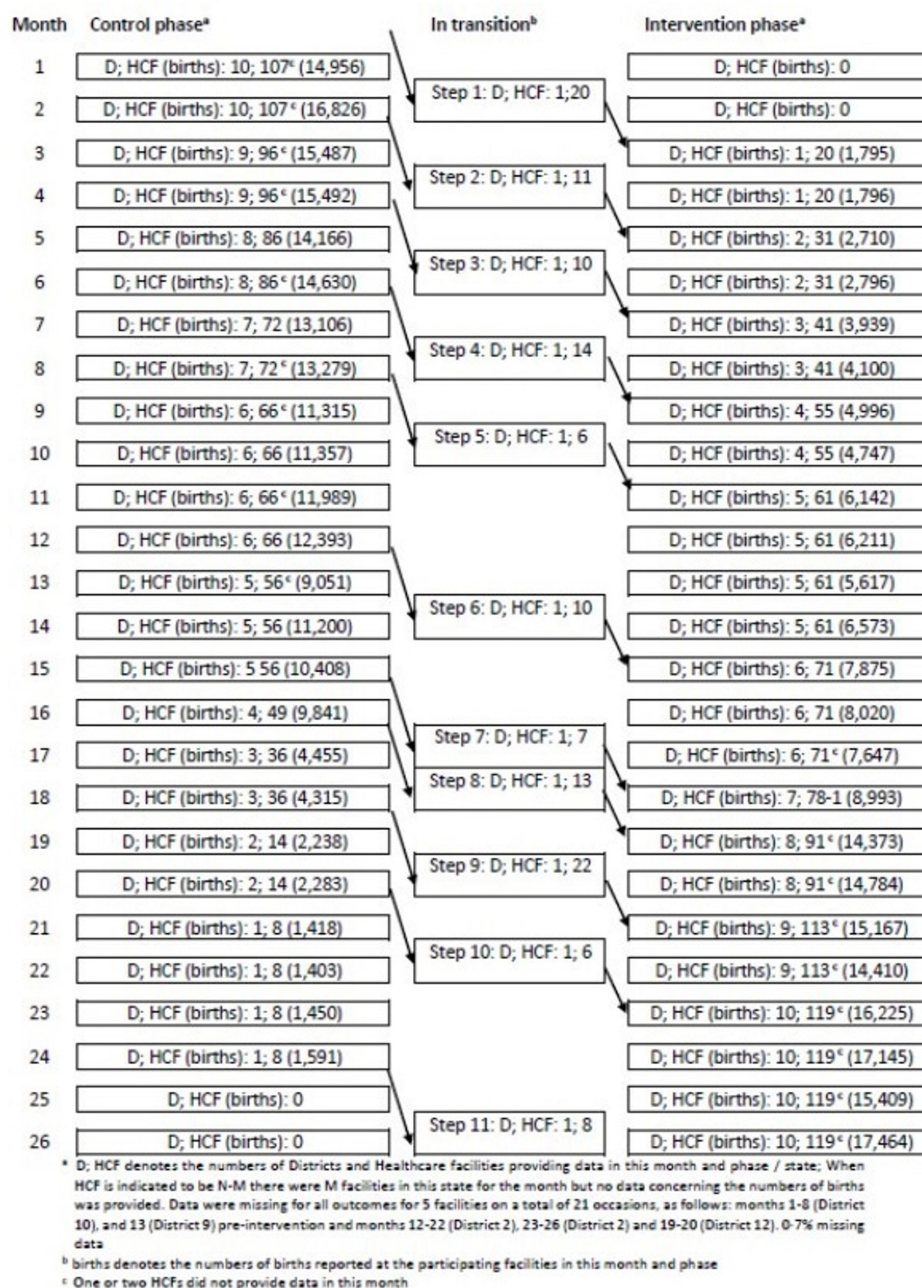 Month Control phaseᵃ In transitionᵇ Intervention phaseᵃ
1 D; HCF (births): 10; 107ᶜ (14,956) D; HCF (births): 0
Step 1: D; HCF: 1;20
2 D; HCF (births): 10; 107ᶜ (16,826) D; HCF (births): 0
3 D; HCF (births): 9; 96ᶜ (15,487) D; HCF (births): 1; 20 (1,795)
Step 2: D; HCF: 1; 11
4 D; HCF (births): 9; 96ᶜ (15,492) D; HCF (births): 1; 20 (1,796)
5 D; HCF (births): 8; 86 (14,166) D; HCF (births): 2; 31 (2,710)
Step 3: D; HCF: 1; 10
6 D; HCF (births): 8; 86ᶜ (14,630) D; HCF (births): 2; 31 (2,796)
7 D; HCF (births): 7; 72 (13,106) D; HCF (births): 3; 41 (3,939)
Step 4: D; HCF: 1; 14
8 D; HCF (births): 7; 72ᶜ (13,279) D; HCF (births): 3; 41 (4,100)
9 D; HCF (births): 6; 66ᶜ (11,315) D; HCF (births): 4; 55 (4,996)
Step 5: D; HCF: 1; 6
10 D; HCF (births): 6; 66 (11,357) D; HCF (births): 4; 55 (4,747)
11 D; HCF (births): 6; 66ᶜ (11,989) D; HCF (births): 5; 61 (6,142)
12 D; HCF (births): 6; 66 (12,393) D; HCF (births): 5; 61 (6,211)
13 D; HCF (births): 5; 56ᶜ (9,051) D; HCF (births): 5; 61 (5,617)
Step 6: D; HCF: 1; 10
14 D; HCF (births): 5; 56 (11,200) D; HCF (births): 5; 61 (6,573)
15 D; HCF (births): 5 56 (10,408) D; HCF (births): 6; 71 (7,875)
16 D; HCF (births): 4; 49 (9,841) D; HCF (births): 6; 71 (8,020)
Step 7: D; HCF: 1; 7
17 D; HCF (births): 3; 36 (4,455) D; HCF (births): 6; 71ᶜ (7,647)
Step 8: D; HCF: 1; 13
18 D; HCF (births): 3; 36 (4,315) D; HCF (births): 7; 78-1 (8,993)
19 D; HCF (births): 2; 14 (2,238) D; HCF (births): 8; 91ᶜ (14,373)
Step 9: D; HCF: 1; 22
20 D; HCF (births): 2; 14 (2,283) D; HCF (births): 8; 91ᶜ (14,784)
21 D; HCF (births): 1; 8 (1,418) D; HCF (births): 9; 113ᶜ (15,167)
Step 10: D; HCF: 1; 6
22 D; HCF (births): 1; 8 (1,403) D; HCF (births): 9; 113ᶜ (14,410)
23 D; HCF (births): 1; 8 (1,450) D; HCF (births): 10; 119ᶜ (16,225)
24 D; HCF (births): 1; 8 (1,591) D; HCF (births): 10; 119ᶜ (17,145)
25 D; HCF (births): 0 D; HCF (births): 10; 119ᶜ (15,409)
Step 11: D; HCF: 1; 8
26 D; HCF (births): 0 D; HCF (births): 10; 119ᶜ (17,464)
ᵃ D; HCF denotes the numbers of Districts and Healthcare facilities providing data in this month and phase / state; When
HCF is indicated to be N-M there were M facilities in this state for the month but no data concerning the numbers of births
was provided. Data were missing for all outcomes for 5 facilities on a total of 21 occasions, as follows: months 1-8 (District
10), and 13 (District 9) pre-intervention and months 12-22 (District 2), 23-26 (District 2) and 19-20 (District 12). 0·7% missing
data
ᵇ births denotes the numbers of births reported at the participating facilities in this month and phase
ᶜ One or two HCFs did not provide data in this month